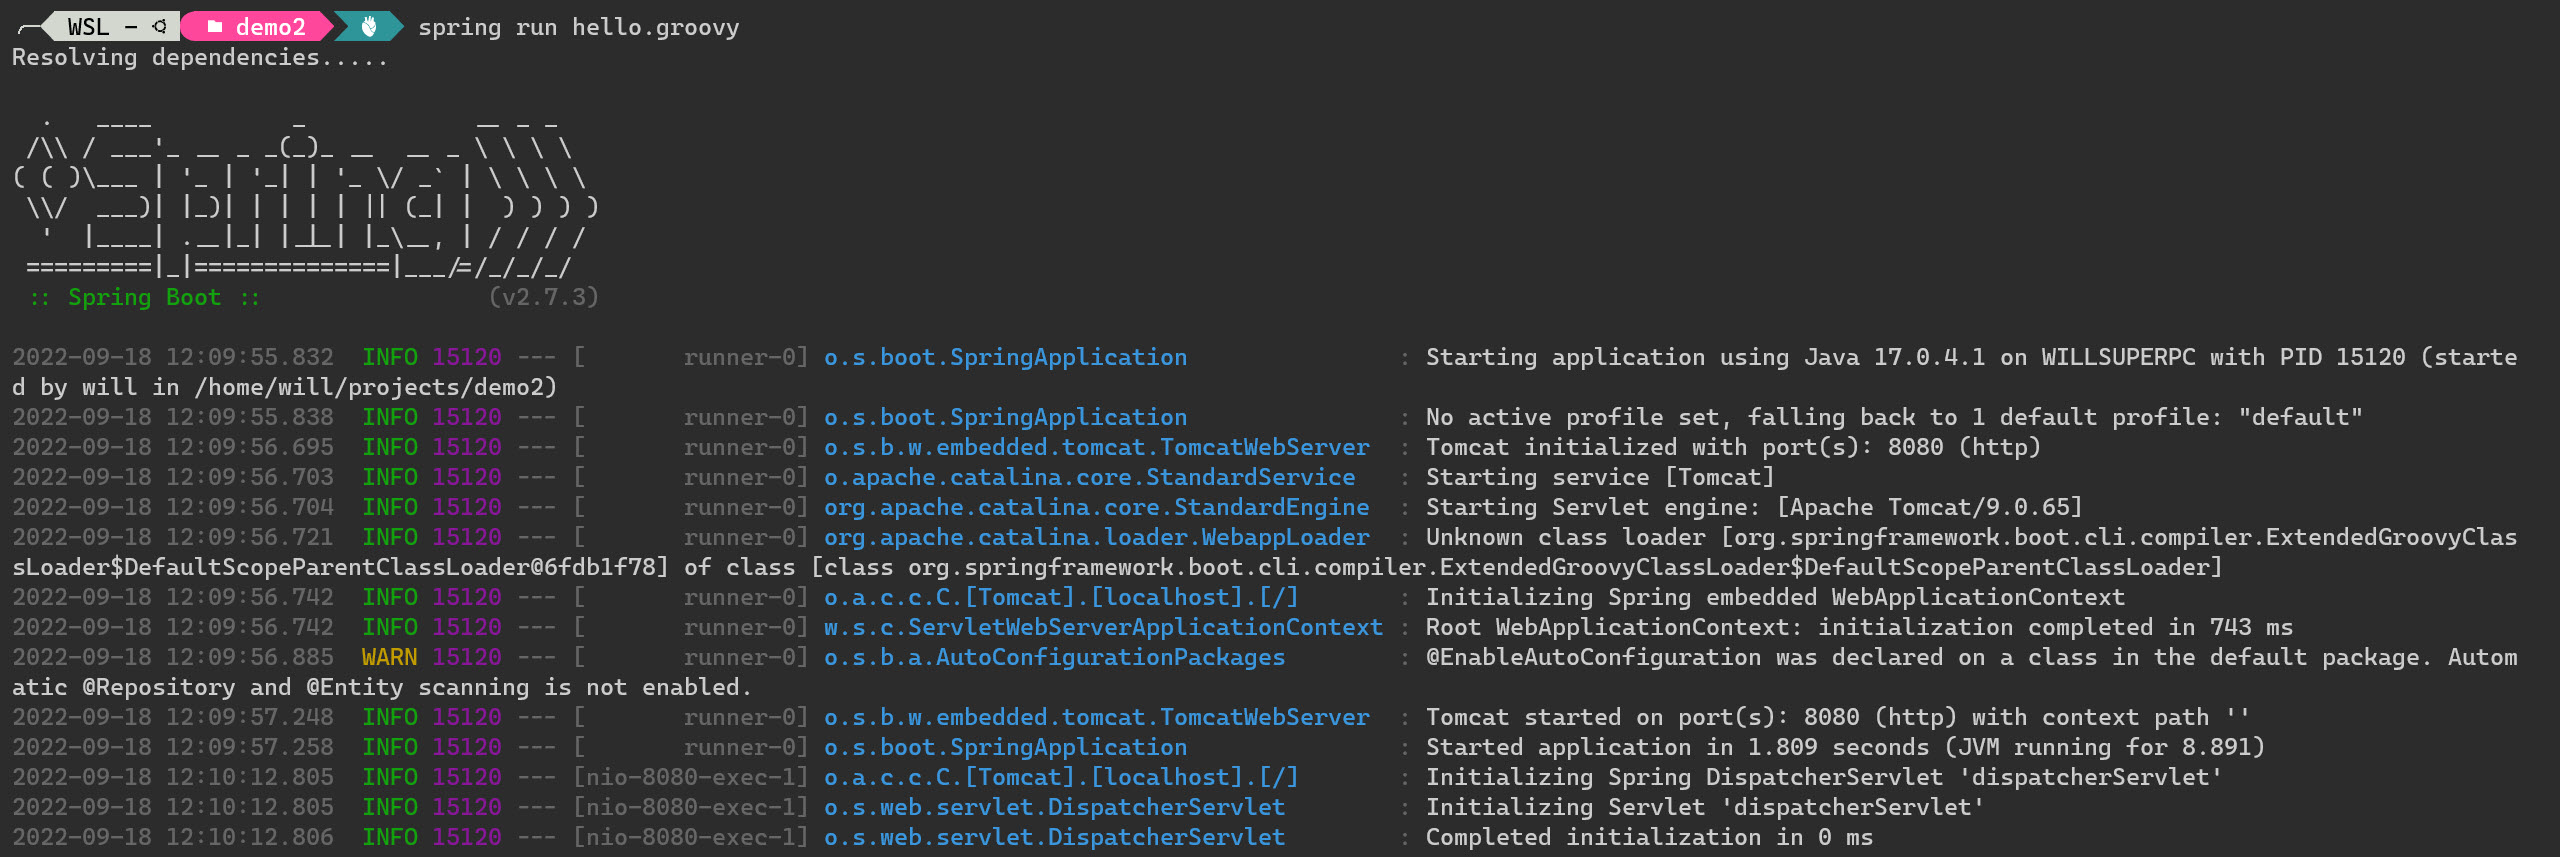 WSL - demo2 spring run hello.groovy
Resolving dependencies.....
  .   ____          _            __ _ _
 /\\ / ___'_ __ _ _(_)_ __  __ _ \ \ \ \
( ( )\___ | '_ | '_| | '_ \/ _` | \ \ \ \
 \\/  ___)| |_)| | | | | || (_| |  ) ) ) )
  '  |____| .__|_| |_|_| |_\__, | / / / /
 =========|_|==============|___/=/_/_/_/
 :: Spring Boot ::                (v2.7.3)
2022-09-18 12:09:55.832  INFO 15120 --- [       runner-0] o.s.boot.SpringApplication               : Starting application using Java 17.0.4.1 on WILLSUPERPC with PID 15120 (starte
d by will in /home/will/projects/demo2)
2022-09-18 12:09:55.838  INFO 15120 --- [       runner-0] o.s.boot.SpringApplication               : No active profile set, falling back to 1 default profile: "default"
2022-09-18 12:09:56.695  INFO 15120 --- [       runner-0] o.s.b.w.embedded.tomcat.TomcatWebServer  : Tomcat initialized with port(s): 8080 (http)
2022-09-18 12:09:56.703  INFO 15120 --- [       runner-0] o.apache.catalina.core.StandardService   : Starting service [Tomcat]
2022-09-18 12:09:56.704  INFO 15120 --- [       runner-0] org.apache.catalina.core.StandardEngine  : Starting Servlet engine: [Apache Tomcat/9.0.65]
2022-09-18 12:09:56.721  INFO 15120 --- [       runner-0] org.apache.catalina.loader.WebappLoader  : Unknown class loader [org.springframework.boot.cli.compiler.ExtendedGroovyClas
sLoader$DefaultScopeParentClassLoader@6fdb1f78] of class [class org.springframework.boot.cli.compiler.ExtendedGroovyClassLoader$DefaultScopeParentClassLoader]
2022-09-18 12:09:56.742  INFO 15120 --- [       runner-0] o.a.c.c.C.[Tomcat].[localhost].[/]       : Initializing Spring embedded WebApplicationContext
2022-09-18 12:09:56.742  INFO 15120 --- [       runner-0] w.s.c.ServletWebServerApplicationContext : Root WebApplicationContext: initialization completed in 743 ms
2022-09-18 12:09:56.885  WARN 15120 --- [       runner-0] o.s.b.a.AutoConfigurationPackages        : @EnableAutoConfiguration was declared on a class in the default package. Autom
atic @Repository and @Entity scanning is not enabled.
2022-09-18 12:09:57.248  INFO 15120 --- [       runner-0] o.s.b.w.embedded.tomcat.TomcatWebServer  : Tomcat started on port(s): 8080 (http) with context path ''
2022-09-18 12:09:57.258  INFO 15120 --- [       runner-0] o.s.boot.SpringApplication               : Started application in 1.809 seconds (JVM running for 8.891)
2022-09-18 12:10:12.805  INFO 15120 --- [nio-8080-exec-1] o.a.c.c.C.[Tomcat].[localhost].[/]       : Initializing Spring DispatcherServlet 'dispatcherServlet'
2022-09-18 12:10:12.805  INFO 15120 --- [nio-8080-exec-1] o.s.web.servlet.DispatcherServlet        : Initializing Servlet 'dispatcherServlet'
2022-09-18 12:10:12.806  INFO 15120 --- [nio-8080-exec-1] o.s.web.servlet.DispatcherServlet        : Completed initialization in 0 ms